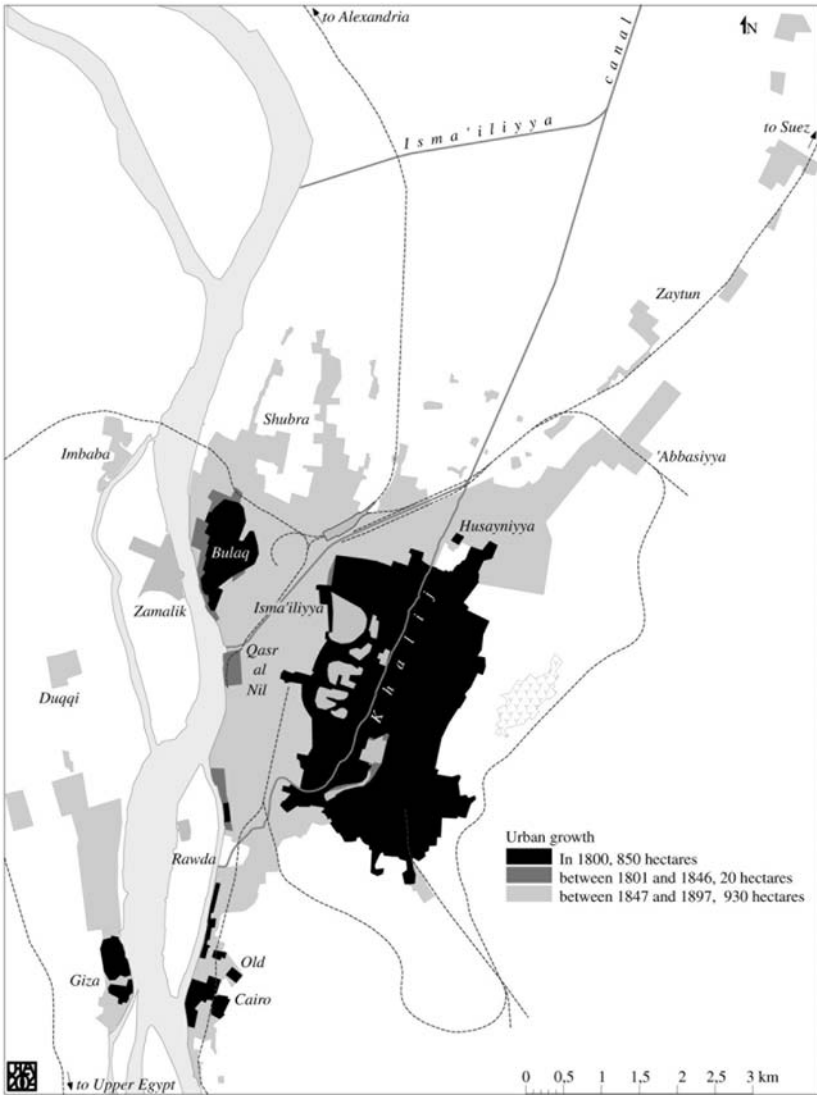 to Alexandria
N
canal
Isma'iliyya
to Suez
Zaytun
Shubra
Imbaba
'Abbasiyya
Husayniyya
Bulaq
Zamalik
Isma'iliyya
Khalij
Qasr
al
Nil
Duqqi
Rawda
Urban growth
In 1800, 850 hectares
between 1801 and 1846, 20 hectares
between 1847 and 1897, 930 hectares
Old
Giza
Cairo
to Upper Egypt
0 0,5 1 1,5 2 2,5 3 km